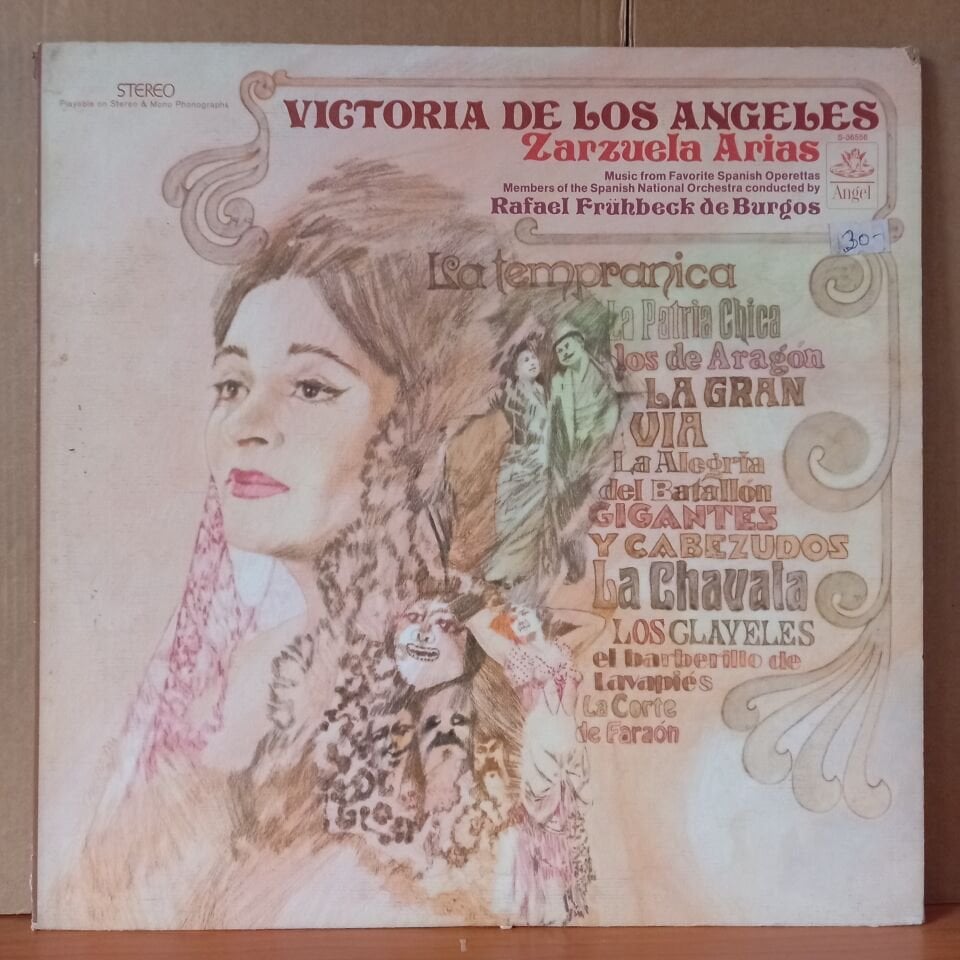 STEREO
Playable on Stereo & Mono Phonographs
VICTORIA DE LOS ANGELES
Zarzuela Arias
S-36556
Music from Favorite Spanish Operettas
Members of the Spanish National Orchestra conducted by
Rafael Frühbeck de Burgos
Angel
30-
La tempranica
La Patria Chica
los de Aragón
LA GRAN
VIA
La Alegria
del Batallón
GIGANTES
Y CABEZUDOS
La Chavala
LOS CLAVELES
el barberillo de
Lavapiés
La Corte
de Faraón